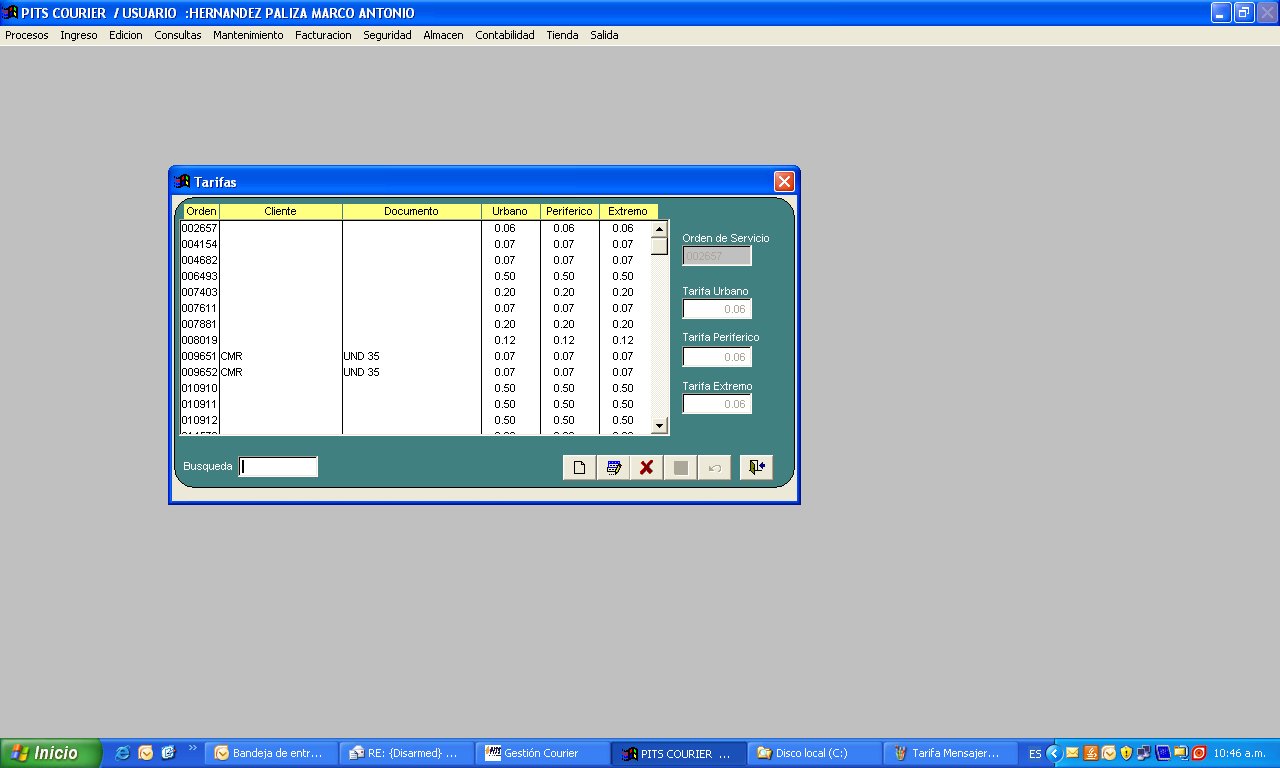 PITS COURIER / USUARIO :HERNANDEZ PALIZA MARCO ANTONIO
Procesos Ingreso Edicion Consultas Mantenimiento Facturacion Seguridad Almacen Contabilidad Tienda Salida
Tarifas
Orden Cliente Documento Urbano Periferico Extremo
002657 0.06 0.06 0.06
004154 0.07 0.07 0.07
004682 0.07 0.07 0.07
006493 0.50 0.50 0.50
007403 0.20 0.20 0.20
007611 0.07 0.07 0.07
007881 0.20 0.20 0.20
008019 0.12 0.12 0.12
009651 CMR UND 35 0.07 0.07 0.07
009652 CMR UND 35 0.07 0.07 0.07
010910 0.50 0.50 0.50
010911 0.50 0.50 0.50
010912 0.50 0.50 0.50
Orden de Servicio
002657
Tarifa Urbano
0.06
Tarifa Periferico
0.06
Tarifa Extremo
0.06
Busqueda
Inicio Bandeja de entr... RE: {Disarmed} ... Gestión Courier PITS COURIER ... Disco local (C:) Tarifa Mensajer... ES 10:46 a.m.